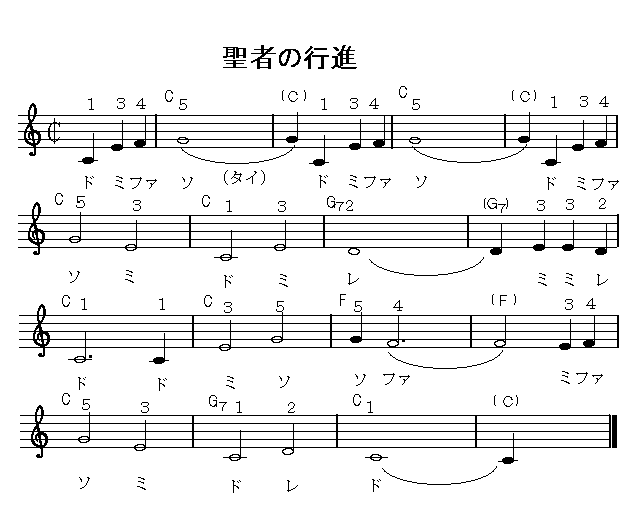 聖者の行進
1 3 4 C 5 (C) 1 3 4 C 5 (C) 1 3 4
ド ミファ ソ (タイ) ド ミファ ソ ド ミファ
C 5 3 C 1 3 G7 2 (G7) 3 3 2
ソ ミ ド ミ レ ミ ミ レ
C 1 1 C 3 5 F 5 4 (F) 3 4
ド ド ミ ソ ソ ファ ミファ
C 5 3 G7 1 2 C 1 (C)
ソ ミ ド レ ド